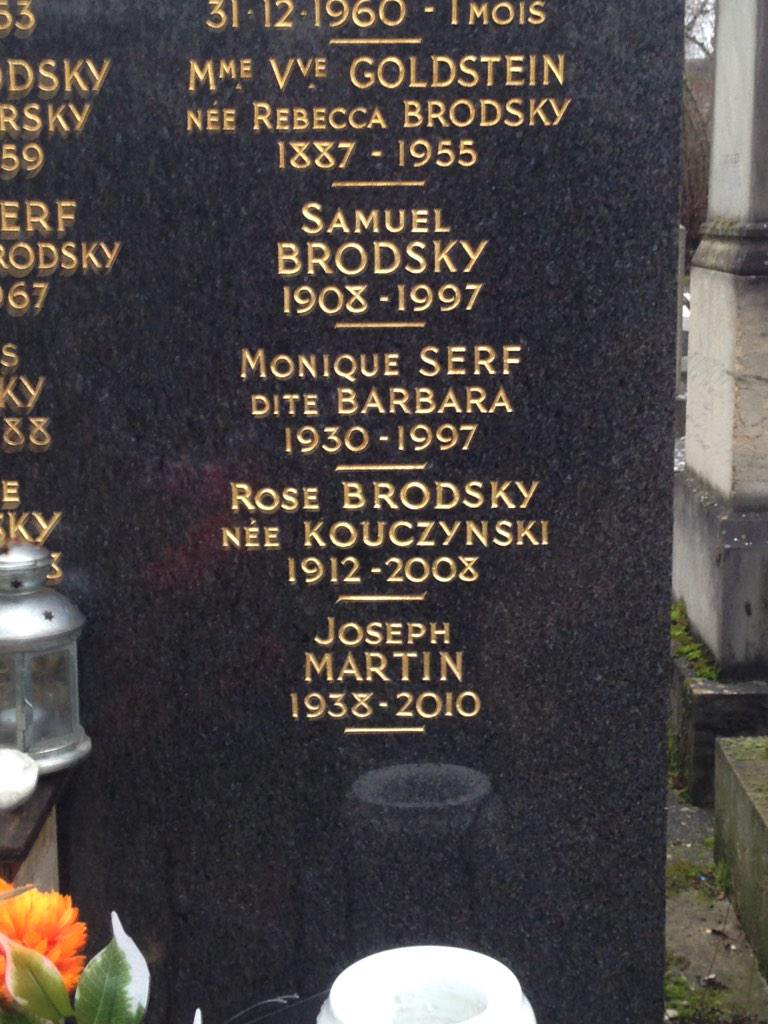 31·12·1960 - 1 MOIS
MME VVE GOLDSTEIN
NÉE REBECCA BRODSKY
1887 - 1955
SAMUEL
BRODSKY
1908 - 1997
MONIQUE SERF
DITE BARBARA
1930 - 1997
ROSE BRODSKY
NÉE KOUCZYNSKI
1912 - 2008
JOSEPH
MARTIN
1938 - 2010